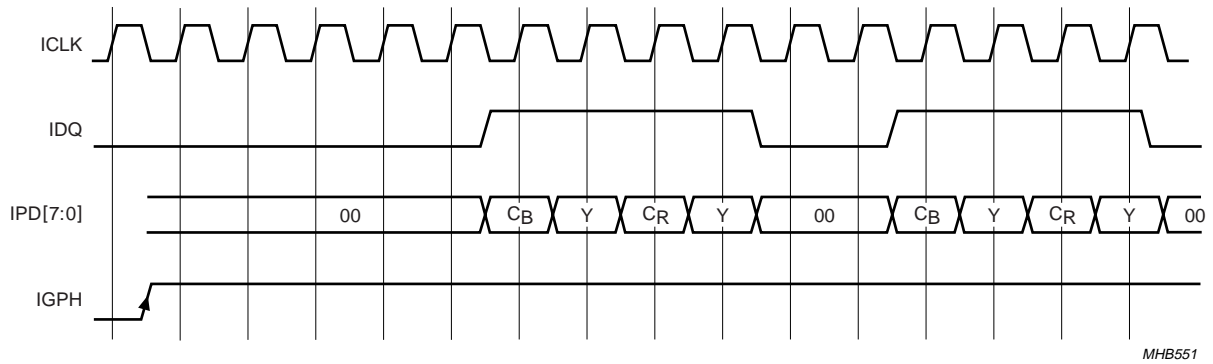 ICLK
IDQ
IPD[7:0] 00 CB Y CR Y 00 CB Y CR Y 00
IGPH
MHB551